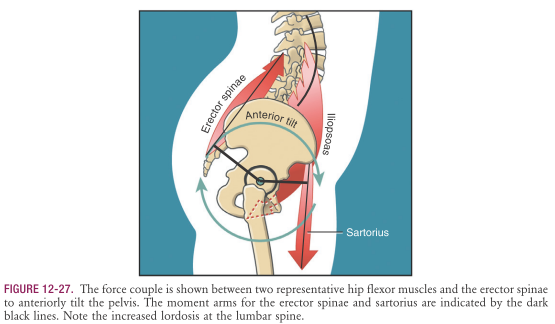 Erector spinae
Anterior tilt
Iliopsoas
Sartorius
FIGURE 12-27. The force couple is shown between two representative hip flexor muscles and the erector spinae
to anteriorly tilt the pelvis. The moment arms for the erector spinae and sartorius are indicated by the dark
black lines. Note the increased lordosis at the lumbar spine.